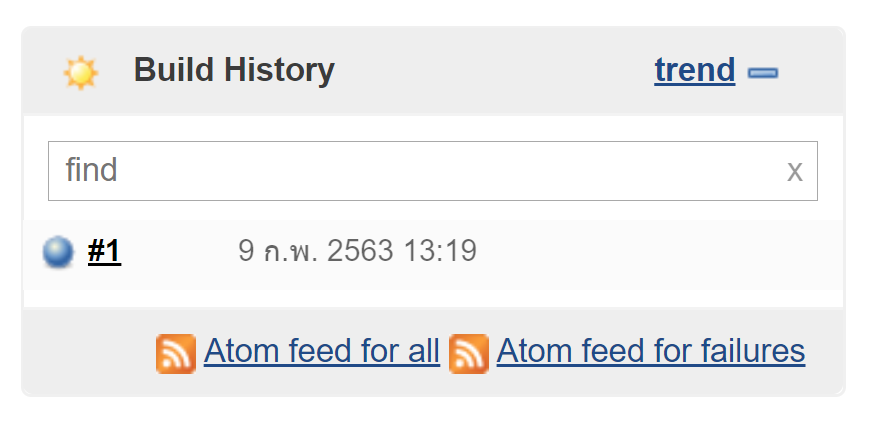 Build History trend
find x
#1 9 ก.พ. 2563 13:19
Atom feed for all Atom feed for failures